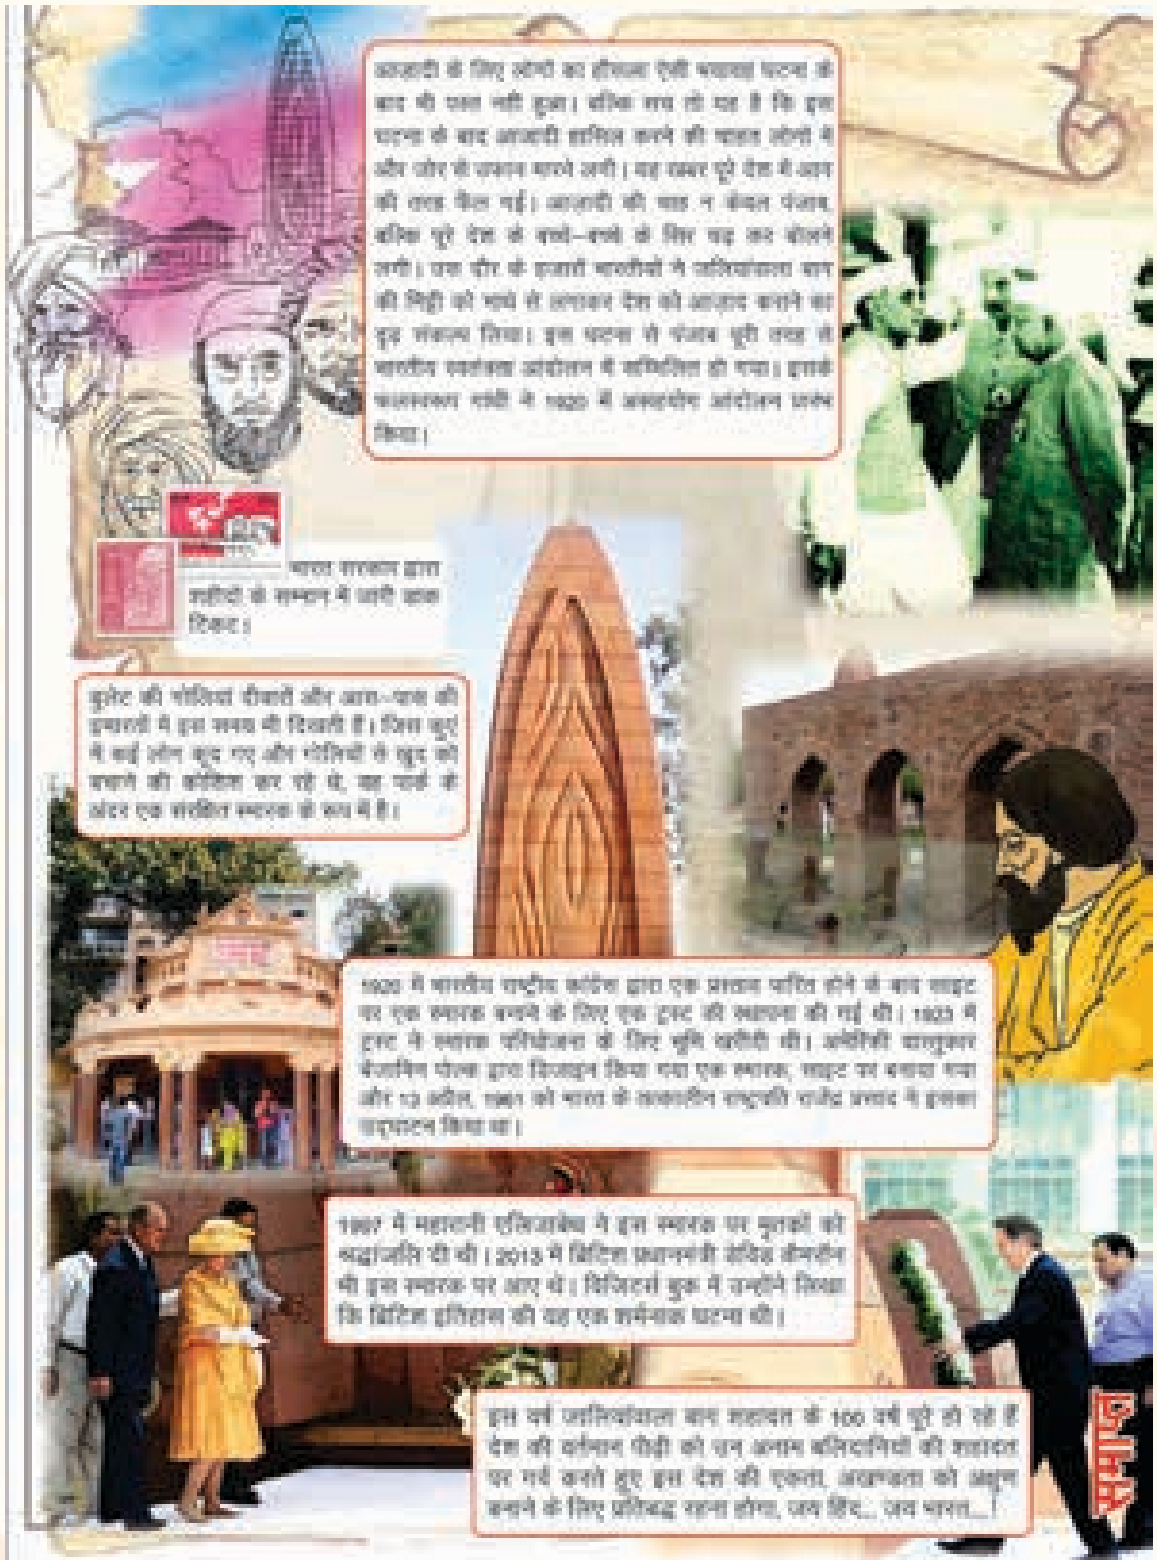 आज़ादी के लिए लोगों का हौसला ऐसी भयावह घटना के
बाद भी पस्त नहीं हुआ। बल्कि सच तो यह है कि इस
घटना के बाद आजादी हासिल करने की चाहत लोगों में
और जोर से उफान मारने लगी। यह खबर पूरे देश में आग
की तरह फैल गई। आज़ादी की चाह न केवल पंजाब,
बल्कि पूरे देश के बच्चे-बच्चे के सिर चढ़ कर बोलने
लगी। उस दौर के हजारों भारतीयों ने जलियांवाला बाग
की मिट्टी को माथे से लगाकर देश को आज़ाद कराने का
दृढ़ संकल्प लिया। इस घटना से पंजाब पूरी तरह से
भारतीय स्वतंत्रता आंदोलन में सम्मिलित हो गया। इसके
फलस्वरूप गांधी ने 1920 में असहयोग आंदोलन प्रारंभ
किया।
भारत सरकार द्वारा
शहीदों के सम्मान में जारी डाक
टिकट।
बुलेट की गोलियां दीवारों और आस-पास की
इमारतों में इस समय भी दिखती हैं। जिस कुएं
में कई लोग कूद गए और गोलियों से खुद को
बचाने की कोशिश कर रहे थे, वह पार्क के
अंदर एक संरक्षित स्मारक के रूप में है।
1920 में भारतीय राष्ट्रीय कांग्रेस द्वारा एक प्रस्ताव पारित होने के बाद साइट
पर एक स्मारक बनाने के लिए एक ट्रस्ट की स्थापना की गई थी। 1923 में
ट्रस्ट ने स्मारक परियोजना के लिए भूमि खरीदी थी। अमेरिकी वास्तुकार
बेंजामिन पोल्क द्वारा डिजाइन किया गया एक स्मारक, साइट पर बनाया गया
और 13 अप्रैल, 1961 को भारत के तत्कालीन राष्ट्रपति राजेंद्र प्रसाद ने इसका
उद्घाटन किया था।
1997 में महारानी एलिजाबेथ ने इस स्मारक पर मृतकों को
श्रद्धांजलि दी थी। 2013 में ब्रिटिश प्रधानमंत्री डेविड कैमरॉन
भी इस स्मारक पर आए थे। विजिटर्स बुक में उन्होंने लिखा
कि ब्रिटिश इतिहास की यह एक शर्मनाक घटना थी।
इस वर्ष जालियांवाला बाग शहादत के 100 वर्ष पूरे हो रहे हैं
देश की वर्तमान पीढ़ी को उन अनाम बलिदानियों की शहादत
पर गर्व करते हुए इस देश की एकता, अखण्डता को अक्षुण
बनाने के लिए प्रतिबद्ध रहना होगा, जय हिंद... जय भारत...!
समाप्त